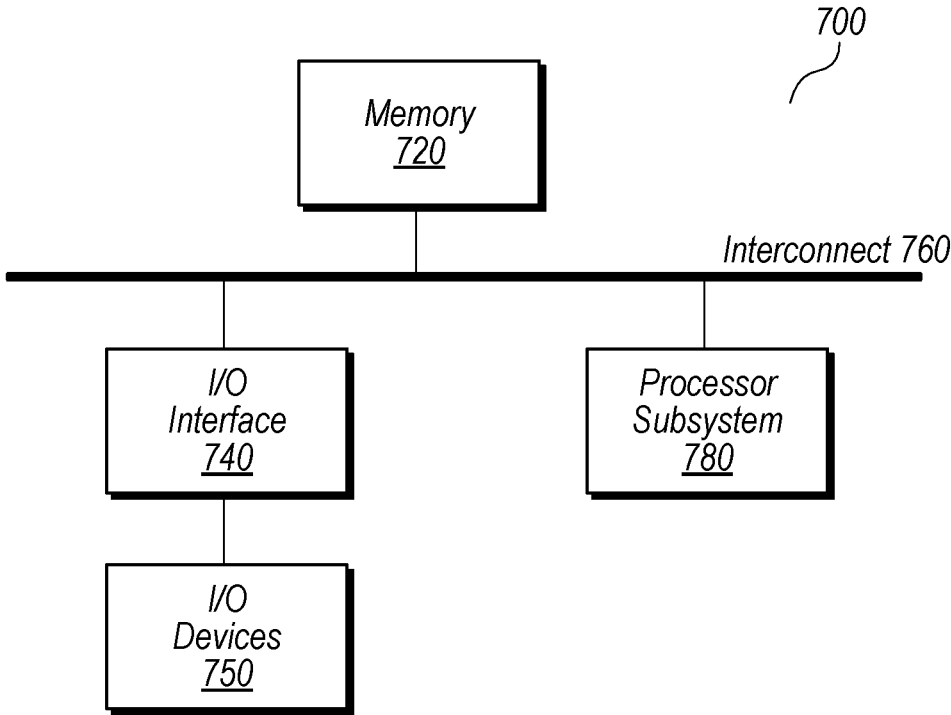 700
Memory
720
Interconnect 760
I/O
Interface
740
Processor
Subsystem
780
I/O
Devices
750